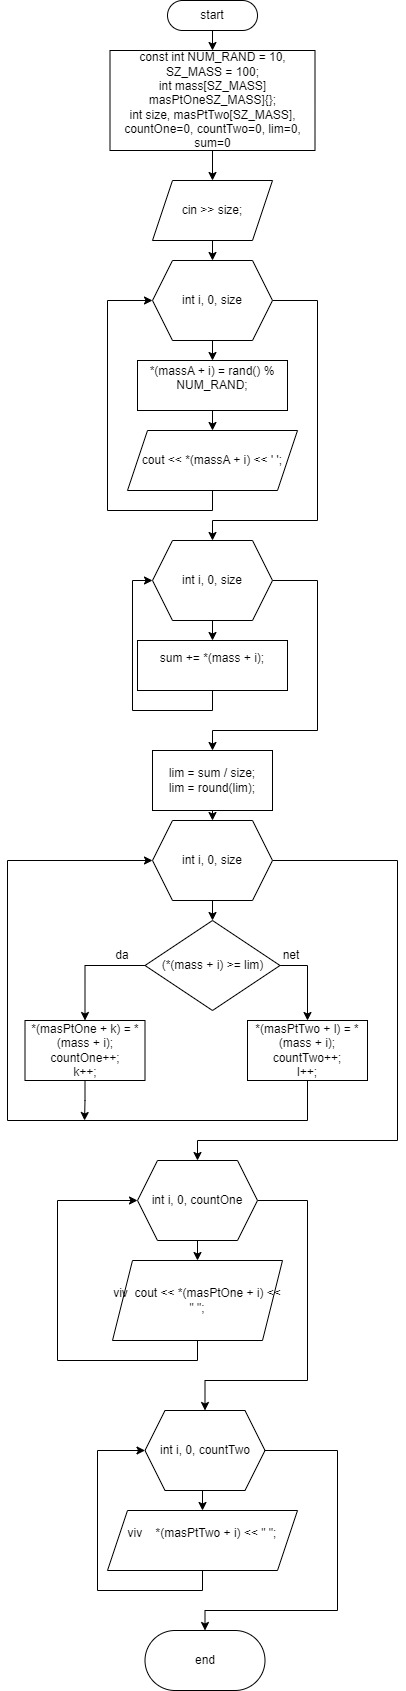 start
const int NUM_RAND = 10,
SZ_MASS = 100;
int mass[SZ_MASS]
masPtOneSZ_MASS]{};
int size, masPtTwo[SZ_MASS],
countOne=0, countTwo=0, lim=0,
sum=0
cin >> size;
int i, 0, size
*(massA + i) = rand() %
NUM_RAND;
cout << *(massA + i) << ' ';
int i, 0, size
sum += *(mass + i);
lim = sum / size;
lim = round(lim);
int i, 0, size
da
(*(mass + i) >= lim)
net
*(masPtOne + k) = *
(mass + i);
countOne++;
k++;
*(masPtTwo + l) = *
(mass + i);
countTwo++;
l++;
int i, 0, countOne
viv cout << *(masPtOne + i) <<
" ";
int i, 0, countTwo
viv *(masPtTwo + i) << " ";
end